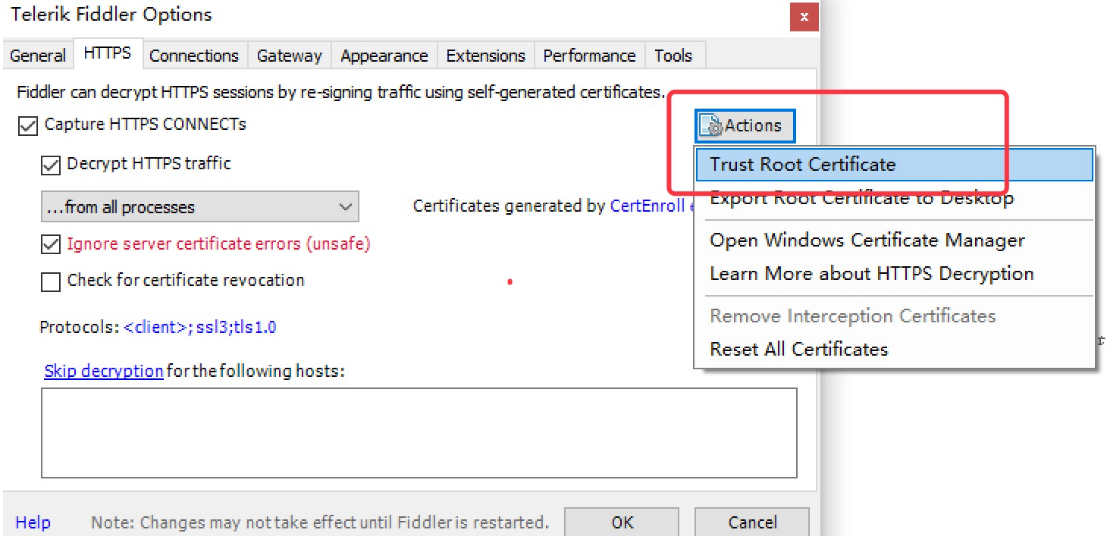 Telerik Fiddler Options
x
General HTTPS Connections Gateway Appearance Extensions Performance Tools
Fiddler can decrypt HTTPS sessions by re-signing traffic using self-generated certificates.
Capture HTTPS CONNECTs
Actions
Decrypt HTTPS traffic
Trust Root Certificate
...from all processes
Certificates generated by CertEnroll
Export Root Certificate to Desktop
Ignore server certificate errors (unsafe)
Open Windows Certificate Manager
Check for certificate revocation
Learn More about HTTPS Decryption
Protocols: <client>;ssl3;tls1.0
Remove Interception Certificates
Reset All Certificates
Skip decryption for the following hosts:
Help Note: Changes may not take effect until Fiddler is restarted. OK Cancel